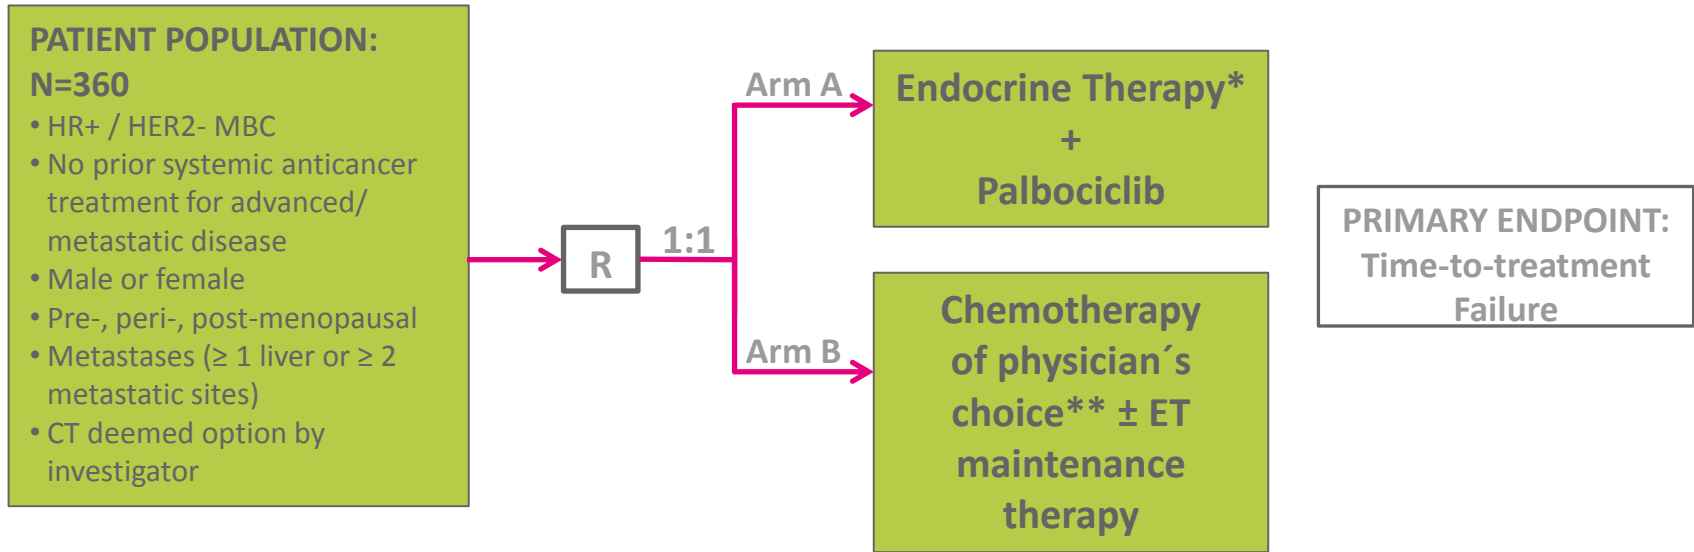 PATIENT POPULATION:
N=360
• HR+ / HER2- MBC
• No prior systemic anticancer
treatment for advanced/
metastatic disease
• Male or female
• Pre-, peri-, post-menopausal
• Metastases (≥ 1 liver or ≥ 2
metastatic sites)
• CT deemed option by
investigator
R
1:1
Arm A
Endocrine Therapy*
+
Palbociclib
Arm B
Chemotherapy
of physician´s
choice** ± ET
maintenance
therapy
PRIMARY ENDPOINT:
Time-to-treatment
Failure